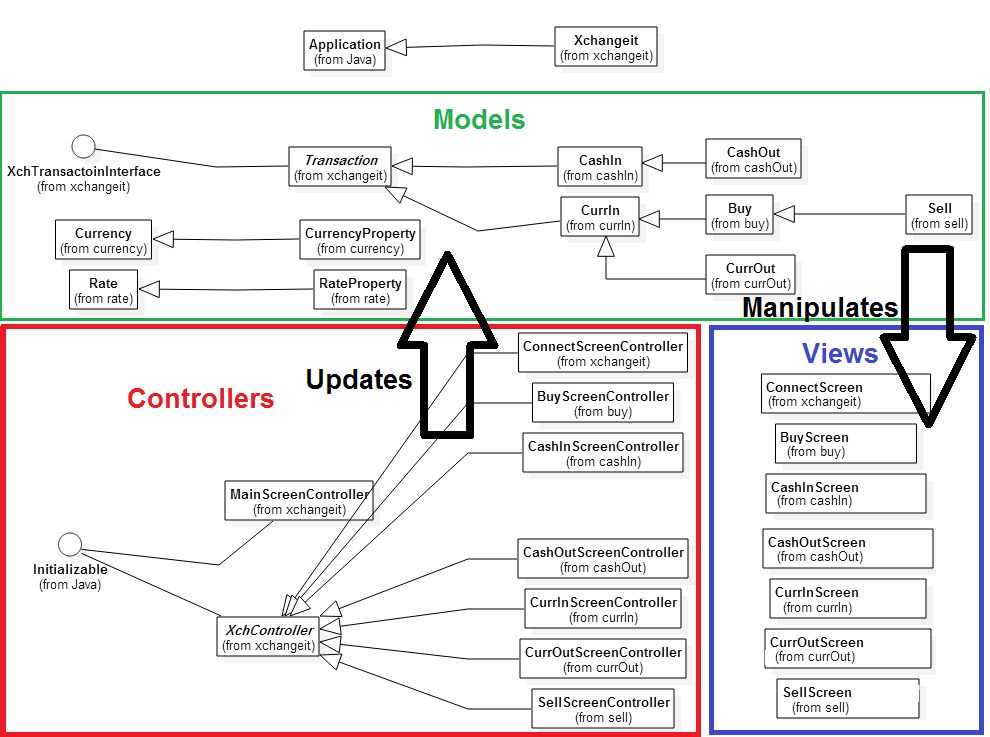 Application
(from Java)
Xchangeit
(from xchangeit)
Models
XchTransactoinInterface
(from xchangeit)
Transaction
(from xchangeit)
CashIn
(from cashIn)
CashOut
(from cashOut)
CurrIn
(from currIn)
Buy
(from buy)
Sell
(from sell)
Currency
(from currency)
CurrencyProperty
(from currency)
Rate
(from rate)
RateProperty
(from rate)
CurrOut
(from currOut)
Manipulates
Updates
Controllers
ConnectScreenController
(from xchangeit)
BuyScreenController
(from buy)
CashInScreenController
(from cashIn)
MainScreenController
(from xchangeit)
Initializable
(from Java)
XchController
(from xchangeit)
CashOutScreenController
(from cashOut)
CurrInScreenController
(from currIn)
CurrOutScreenController
(from currOut)
SellScreenController
(from sell)
Views
ConnectScreen
(from xchangeit)
BuyScreen
(from buy)
CashInScreen
(from cashIn)
CashOutScreen
(from cashOut)
CurrInScreen
(from currIn)
CurrOutScreen
(from currOut)
SellScreen
(from sell)